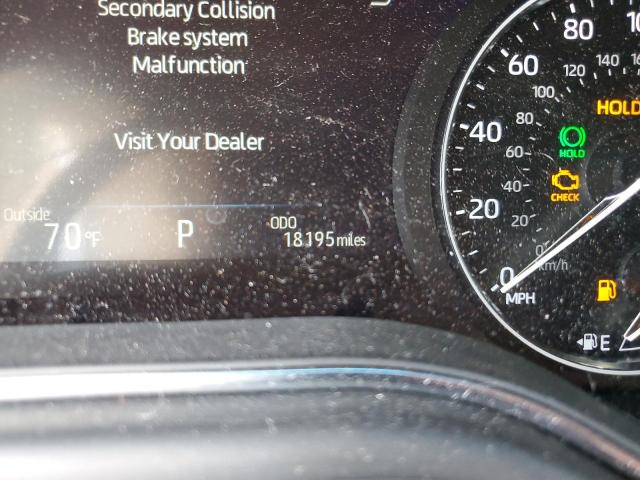 Secondary Collision
Brake system
Malfunction
Visit Your Dealer
Outside
70°F
P
ODO
18195 miles
80
60
40
20
0
MPH
120
140
100
80
60
40
20
0
km/h
HOLD
HOLD
CHECK
E